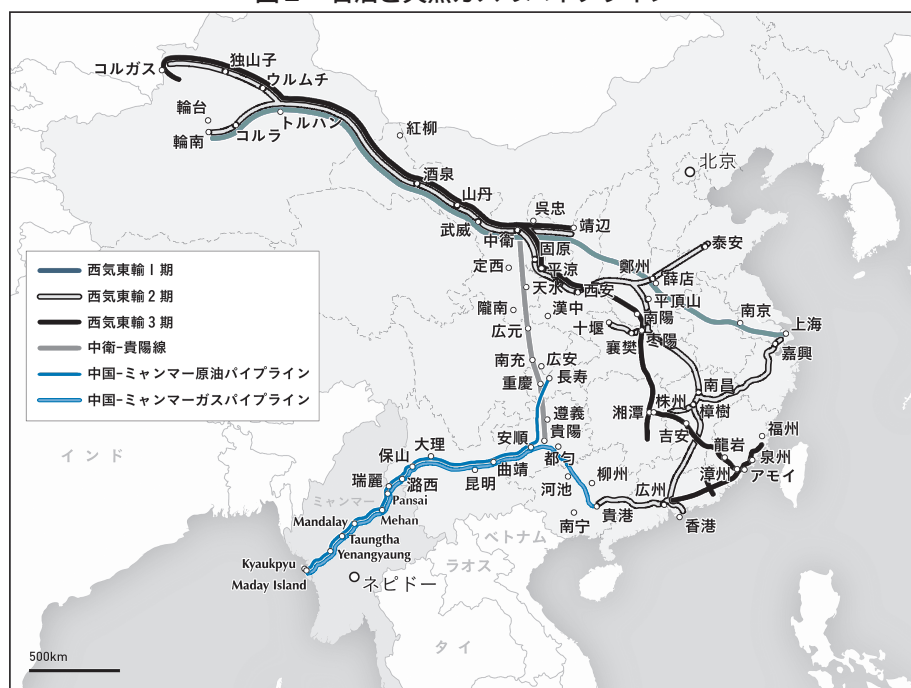 コルガス
独山子
ウルムチ
輪台
輪南
コルラ
トルハン
紅柳
北京
酒泉
山丹
武威
呉忠
靖辺
中衛
固原
泰安
定西
平涼
鄭州
薛店
天水
西安
平頂山
隴南
漢中
南陽
南京
上海
十堰
広元
襄樊
棗陽
嘉興
南充
広安
重慶
長寿
南昌
株州
樟樹
湘潭
遵義
貴陽
吉安
福州
安順
都匀
龍岩
泉州
大理
保山
曲靖
漳州
アモイ
瑞麗
潞西
昆明
河池
柳州
広州
貴港
南宁
香港
西気東輸1期
西気東輸2期
西気東輸3期
中衛-貴陽線
中国-ミャンマー原油パイプライン
中国-ミャンマーガスパイプライン
インド
ミャンマー
Pansai
Mehan
Mandalay
Taungtha
Yenangyaung
Kyaukpyu
Maday Island
ネピドー
ベトナム
ラオス
タイ
500km